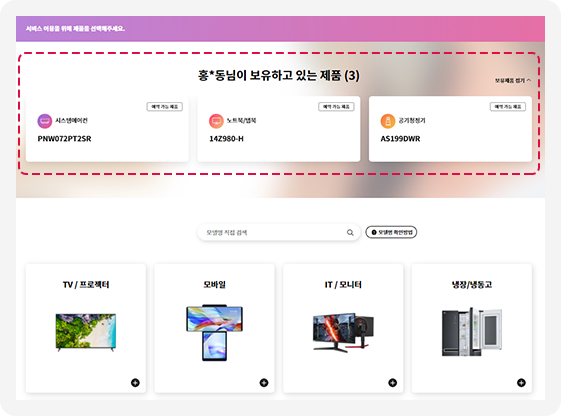 서비스 이용을 위해 제품을 선택해주세요.
홍*동님이 보유하고 있는 제품 (3)
보유제품 접기
예약 가능 제품
시스템에어컨
PNW072PT2SR
예약 가능 제품
노트북/탭북
14Z980-H
예약 가능 제품
공기청정기
AS199DWR
모델명 직접 검색
모델명 확인방법
TV / 프로젝터
모바일
IT / 모니터
냉장/냉동고